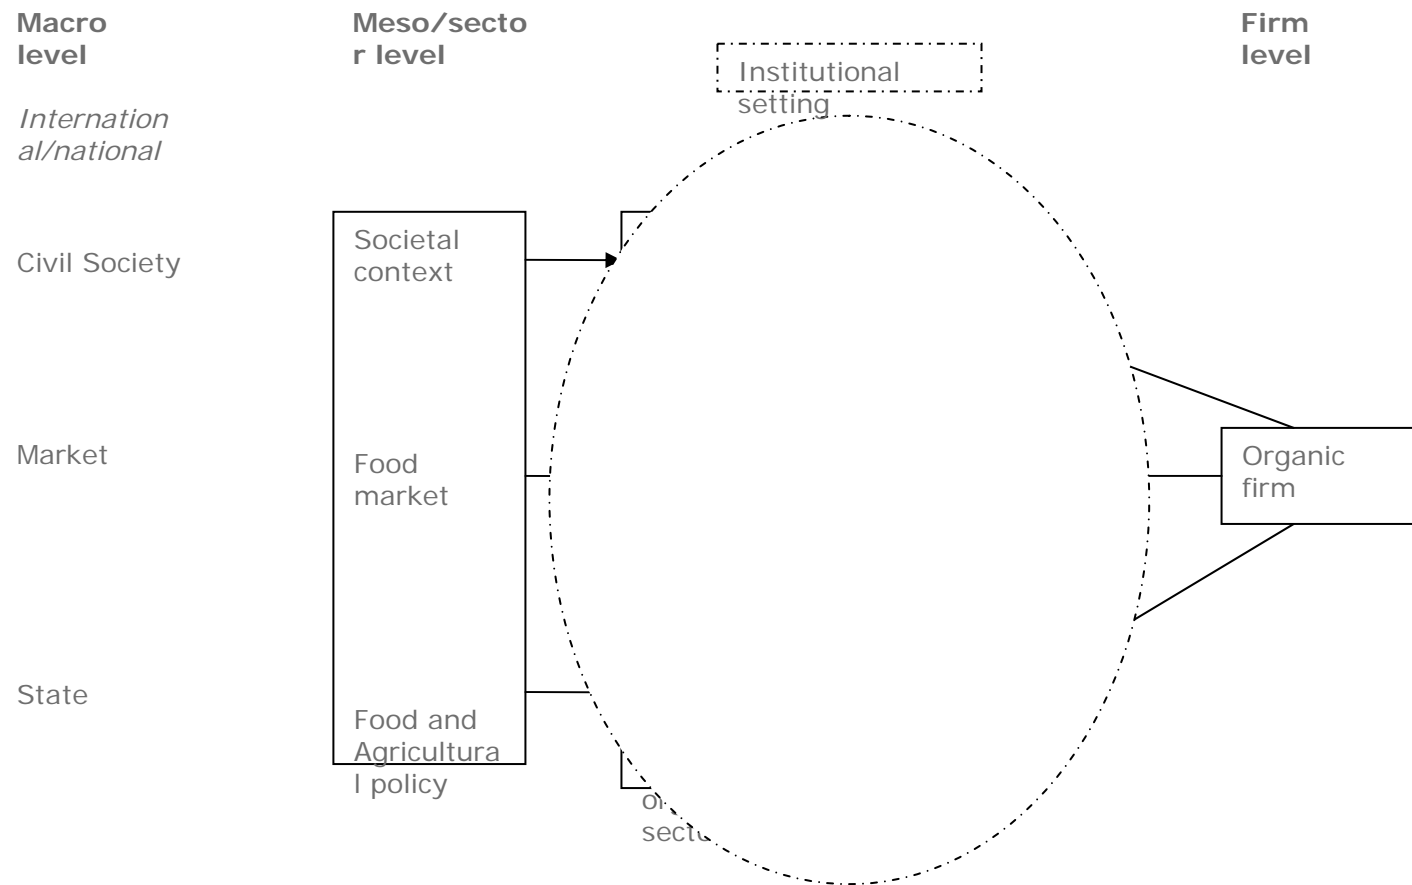 Macro
level
Meso/secto
r level
Firm
level
Institutional
setting
Internation
al/national
Civil Society
Societal
context
Market
Food
market
Organic
firm
State
Food and
Agricultura
l policy